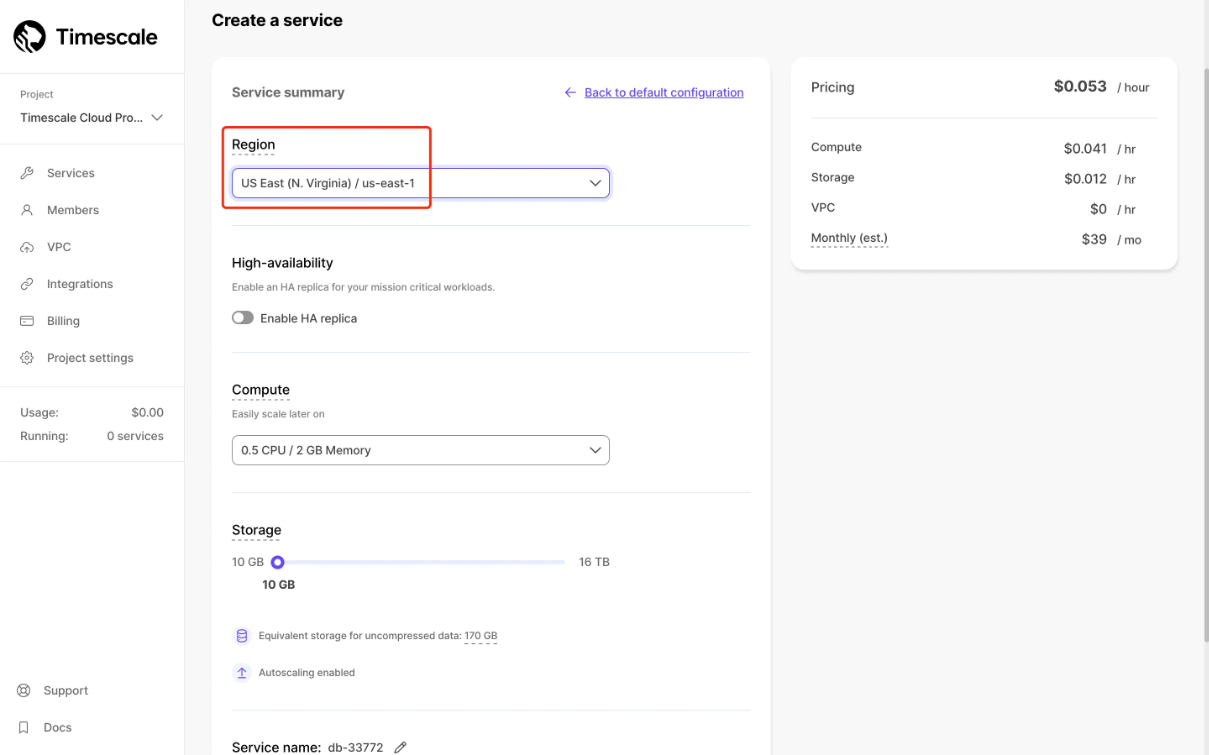 Timescale
Project
Timescale Cloud Pro...
Services
Members
VPC
Integrations
Billing
Project settings
Usage: $0.00
Running: 0 services
Support
Docs
Create a service
Service summary
Back to default configuration
Region
US East (N. Virginia) / us-east-1
High-availability
Enable an HA replica for your mission critical workloads.
Enable HA replica
Compute
Easily scale later on
0.5 CPU / 2 GB Memory
Storage
10 GB 16 TB
10 GB
Equivalent storage for uncompressed data: 170 GB
Autoscaling enabled
Service name: db-33772
Pricing $0.053 / hour
Compute $0.041 / hr
Storage $0.012 / hr
VPC $0 / hr
Monthly (est.) $39 / mo